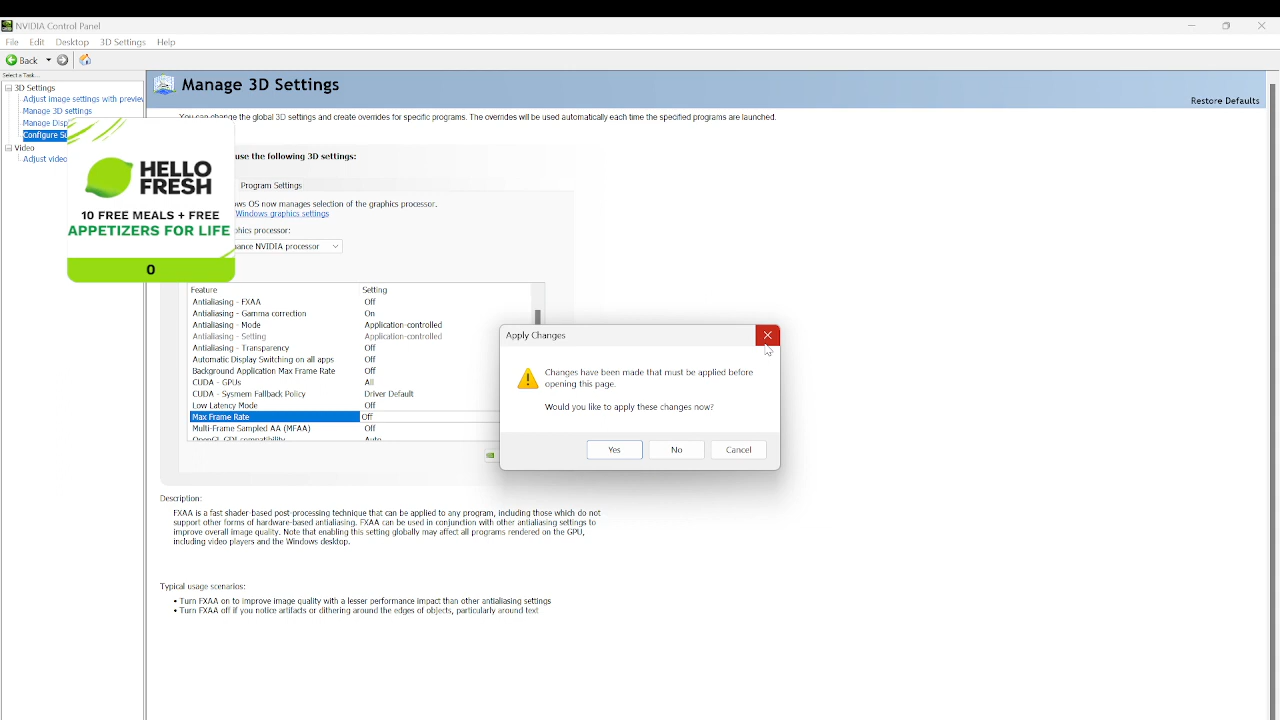 NVIDIA Control Panel
File Edit Desktop 3D Settings Help
Back
Select a Task...
3D Settings
Adjust image settings with preview
Manage 3D settings
Manage Disp
Configure Su
Video
Adjust video
HELLO
FRESH
10 FREE MEALS + FREE
APPETIZERS FOR LIFE
0
Manage 3D Settings
Restore Defaults
You can change the global 3D settings and create overrides for specific programs. The overrides will be used automatically each time the specified programs are launched.
use the following 3D settings:
Program Settings
ows OS now manages selection of the graphics processor.
Windows graphics settings
phics processor:
ance NVIDIA processor
Feature Setting
Antialiasing - FXAA Off
Antialiasing - Gamma correction On
Antialiasing - Mode Application-controlled
Antialiasing - Setting Application-controlled
Antialiasing - Transparency Off
Automatic Display Switching on all apps Off
Background Application Max Frame Rate Off
CUDA - GPUs All
CUDA - Sysmem Fallback Policy Driver Default
Low Latency Mode Off
Max Frame Rate Off
Multi-Frame Sampled AA (MFAA) Off
OpenGL GDI compatibility Auto
Apply Changes
Changes have been made that must be applied before
opening this page.
Would you like to apply these changes now?
Yes No Cancel
Description:
FXAA is a fast shader-based post-processing technique that can be applied to any program, including those which do not
support other forms of hardware-based antialiasing. FXAA can be used in conjunction with other antialiasing settings to
improve overall image quality. Note that enabling this setting globally may affect all programs rendered on the GPU,
including video players and the Windows desktop.
Typical usage scenarios:
• Turn FXAA on to improve image quality with a lesser performance impact than other antialiasing settings
• Turn FXAA off if you notice artifacts or dithering around the edges of objects, particularly around text